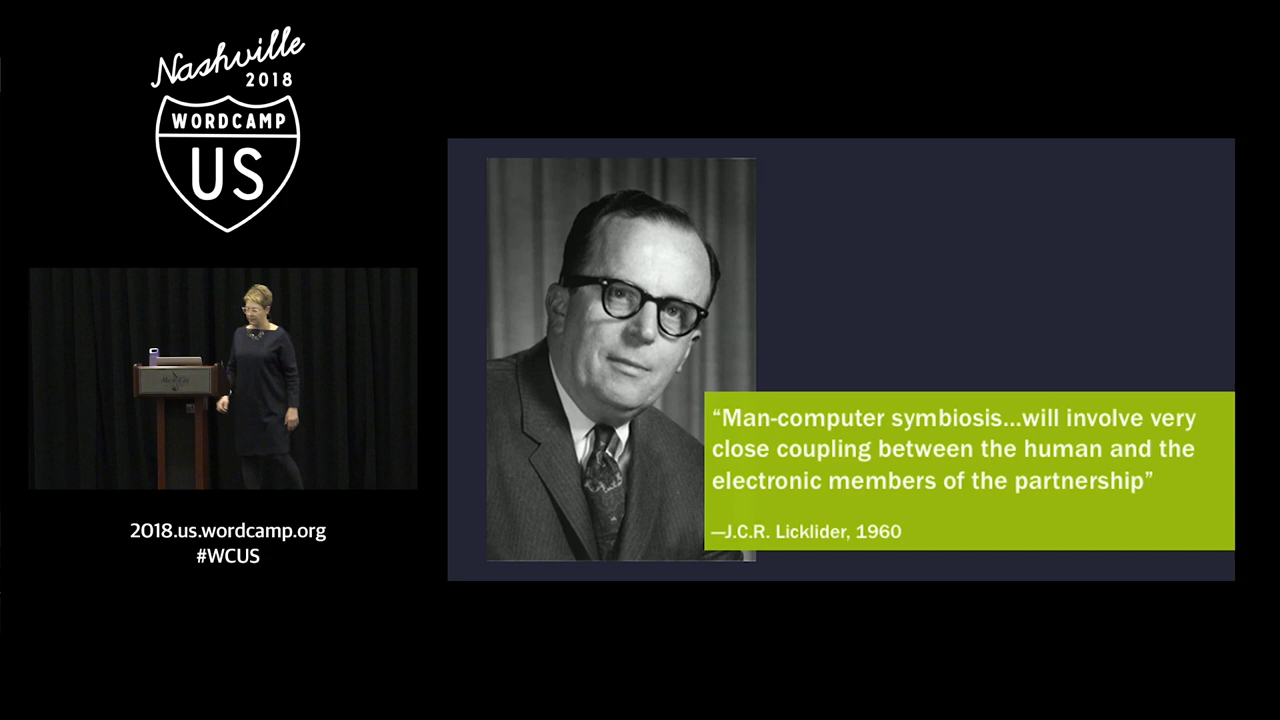 Nashville
2018
WORDCAMP
US
2018.us.wordcamp.org
#WCUS
“Man-computer symbiosis...will involve very
close coupling between the human and the
electronic members of the partnership”
—J.C.R. Licklider, 1960